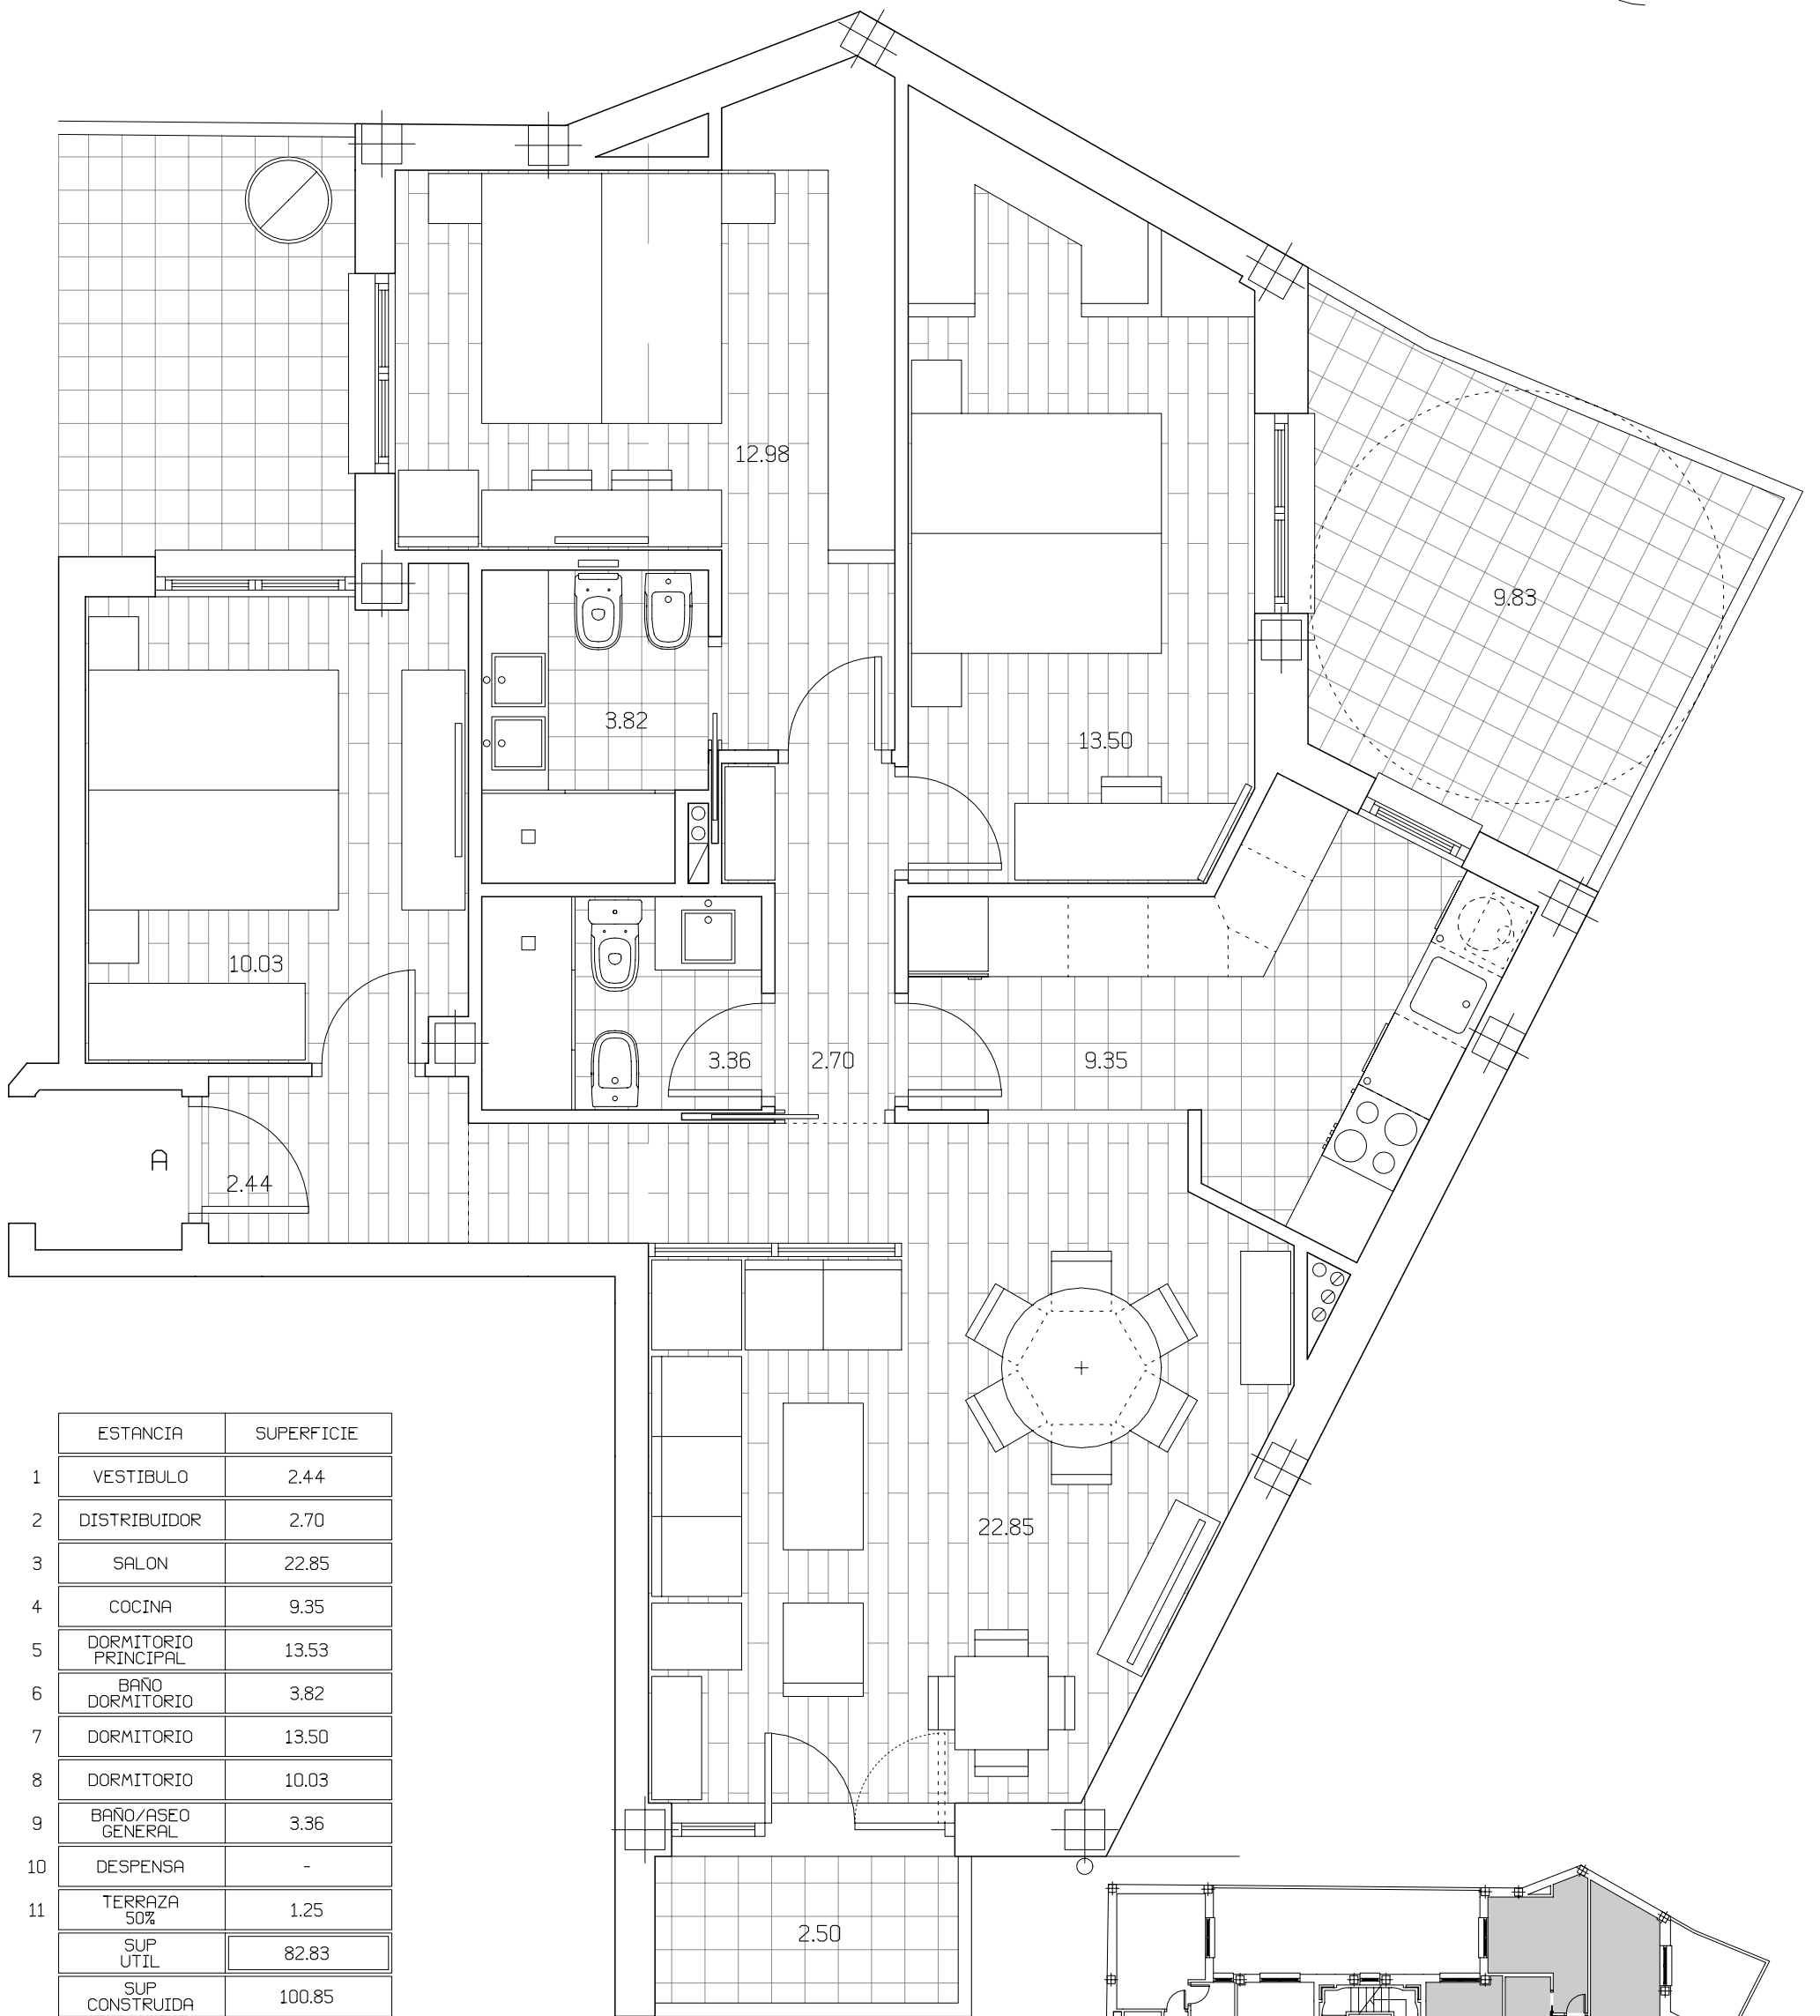 12.98
9.83
3.82
13.50
10.03
3.36
2.70
9.35
A
2.44
22.85
2.50
ESTANCIA SUPERFICIE
1 VESTIBULO 2.44
2 DISTRIBUIDOR 2.70
3 SALON 22.85
4 COCINA 9.35
5 DORMITORIO
PRINCIPAL 13.53
6 BAÑO
DORMITORIO 3.82
7 DORMITORIO 13.50
8 DORMITORIO 10.03
9 BAÑO/ASEO
GENERAL 3.36
10 DESPENSA -
11 TERRAZA
50% 1.25
SUP
UTIL 82.83
SUP
CONSTRUIDA 100.85